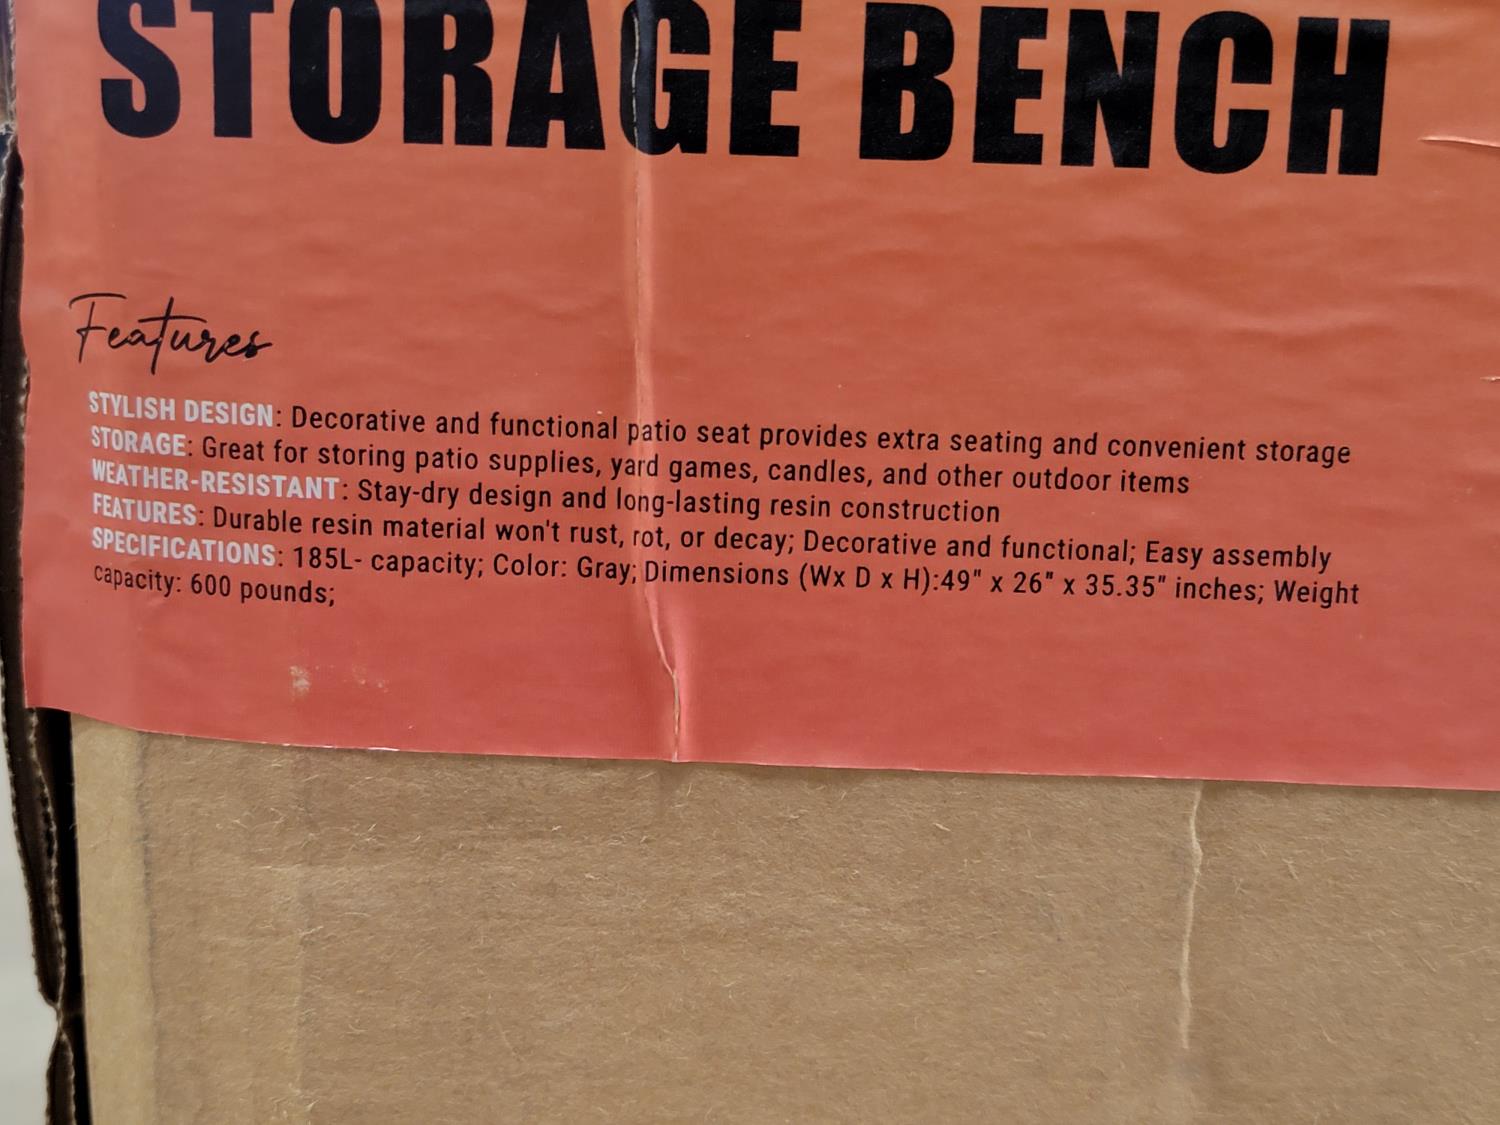 STORAGE BENCH
Features
STYLISH DESIGN: Decorative and functional patio seat provides extra seating and convenient storage
STORAGE: Great for storing patio supplies, yard games, candles, and other outdoor items
WEATHER-RESISTANT: Stay-dry design and long-lasting resin construction
FEATURES: Durable resin material won't rust, rot, or decay; Decorative and functional; Easy assembly
SPECIFICATIONS: 185L- capacity; Color: Gray; Dimensions (Wx D x H):49" x 26" x 35.35" inches; Weight
capacity: 600 pounds;